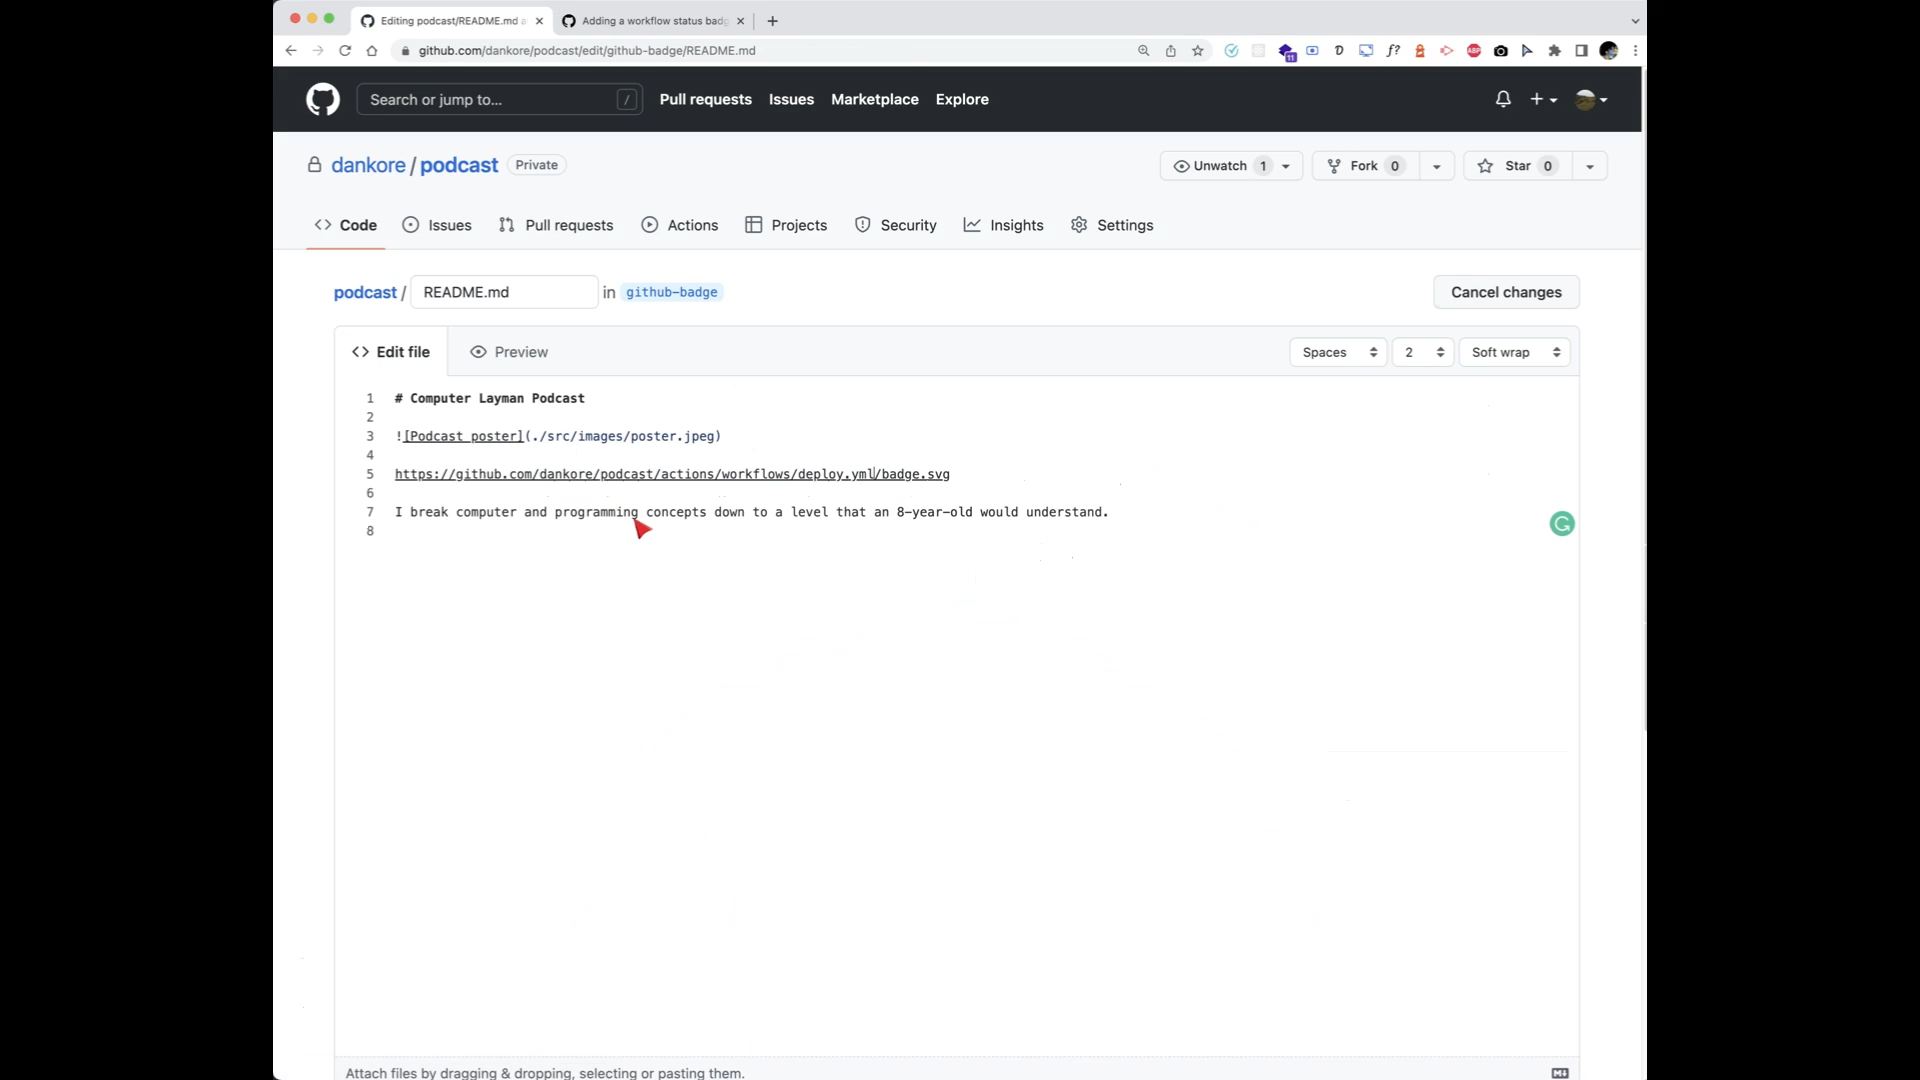 Editing podcast/README.md a
Adding a workflow status badg
github.com/dankore/podcast/edit/github-badge/README.md
11
D
f?
ABP
Search or jump to...
/
Pull requests
Issues
Marketplace
Explore
dankore / podcast
Private
Unwatch 1
Fork 0
Star 0
Code
Issues
Pull requests
Actions
Projects
Security
Insights
Settings
podcast / README.md in github-badge
Cancel changes
Edit file
Preview
Spaces
2
Soft wrap
1 # Computer Layman Podcast
2
3 ![Podcast poster](./src/images/poster.jpeg)
4
5 https://github.com/dankore/podcast/actions/workflows/deploy.yml/badge.svg
6
7 I break computer and programming concepts down to a level that an 8-year-old would understand.
8
Attach files by dragging & dropping, selecting or pasting them.